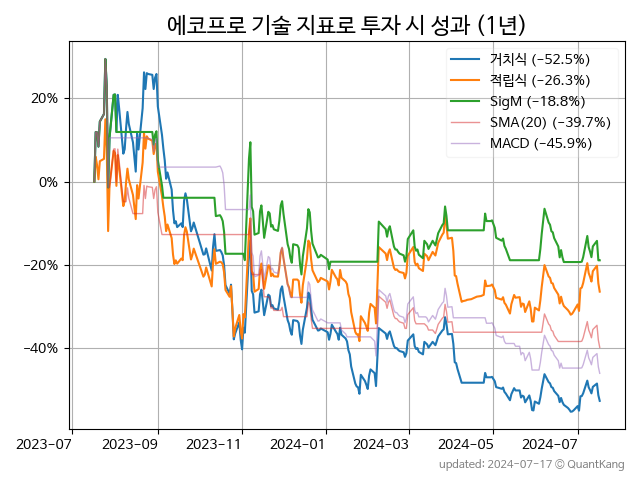 에코프로 기술 지표로 투자 시 성과 (1년)
거치식 (−52.5%)
적립식 (−26.3%)
SigM (−18.8%)
SMA(20) (−39.7%)
MACD (−45.9%)
20%
0%
−20%
−40%
2023-07 2023-09 2023-11 2024-01 2024-03 2024-05 2024-07
updated: 2024-07-17 © QuantKang